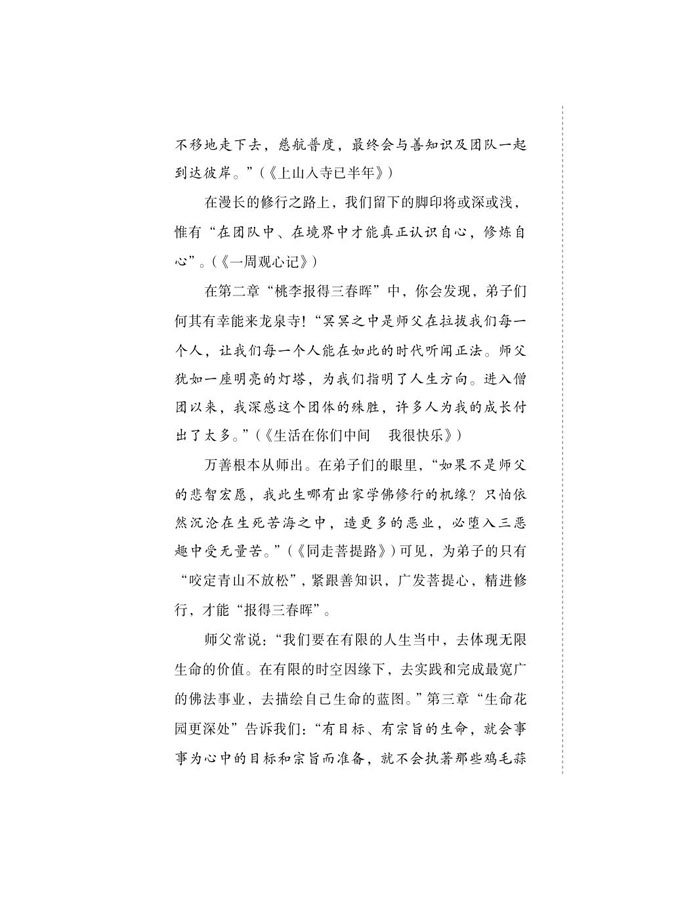 不移地走下去，慈航普度，最终会与善知识及团队一起
到达彼岸。”(《上山入寺已半年》)
在漫长的修行之路上，我们留下的脚印将或深或浅，
惟有“在团队中、在境界中才能真正认识自心，修炼自
心”。(《一周观心记》)
在第二章“桃李报得三春晖”中，你会发现，弟子们
何其有幸能来龙泉寺！“冥冥之中是师父在拉拔我们每一
个人，让我们每一个人能在如此的时代听闻正法。师父
犹如一座明亮的灯塔，为我们指明了人生方向。进入僧
团以来，我深感这个团体的殊胜，许多人为我的成长付
出了太多。”(《生活在你们中间　我很快乐》)
万善根本从师出。在弟子们的眼里，“如果不是师父
的悲智宏愿，我此生哪有出家学佛修行的机缘？只怕依
然沉沦在生死苦海之中，造更多的恶业，必堕入三恶
趣中受无量苦。”(《同走菩提路》)可见，为弟子的只有
“咬定青山不放松”，紧跟善知识，广发菩提心，精进修
行，才能“报得三春晖”。
师父常说：“我们要在有限的人生当中，去体现无限
生命的价值。在有限的时空因缘下，去实践和完成最宽广
的佛法事业，去描绘自己生命的蓝图。”第三章“生命花
园更深处”告诉我们：“有目标、有宗旨的生命，就会事
事为心中的目标和宗旨而准备，就不会执著那些鸡毛蒜